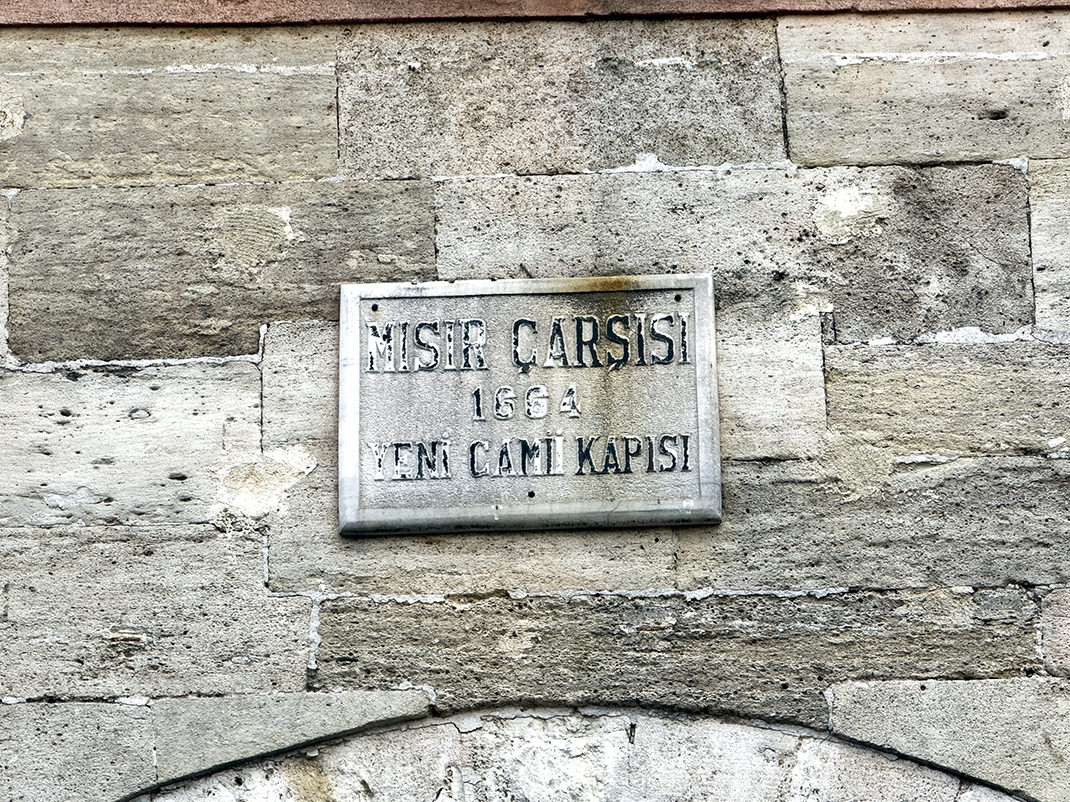 MISIR ÇARŞISI
1664
YENİ CAMİİ KAPISI